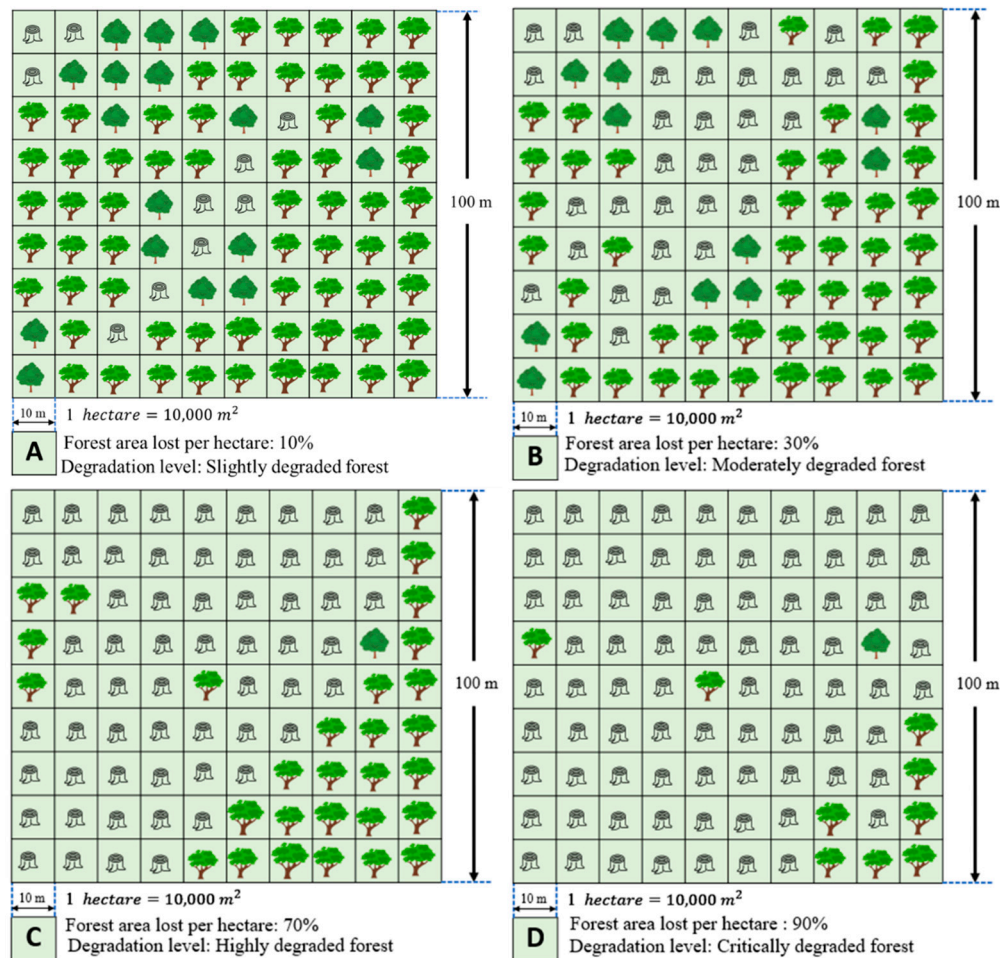 100 m
10 m
1 hectare = 10,000 m²
A
Forest area lost per hectare: 10%
Degradation level: Slightly degraded forest
100 m
10 m
1 hectare = 10,000 m²
B
Forest area lost per hectare: 30%
Degradation level: Moderately degraded forest
100 m
10 m
1 hectare = 10,000 m²
C
Forest area lost per hectare: 70%
Degradation level: Highly degraded forest
100 m
10 m
1 hectare = 10,000 m²
D
Forest area lost per hectare : 90%
Degradation level: Critically degraded forest